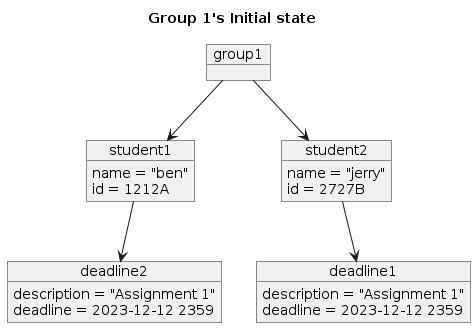 Group 1's Initial state
group1
student1
name = "ben"
id = 1212A
student2
name = "jerry"
id = 2727B
deadline2
description = "Assignment 1"
deadline = 2023-12-12 2359
deadline1
description = "Assignment 1"
deadline = 2023-12-12 2359